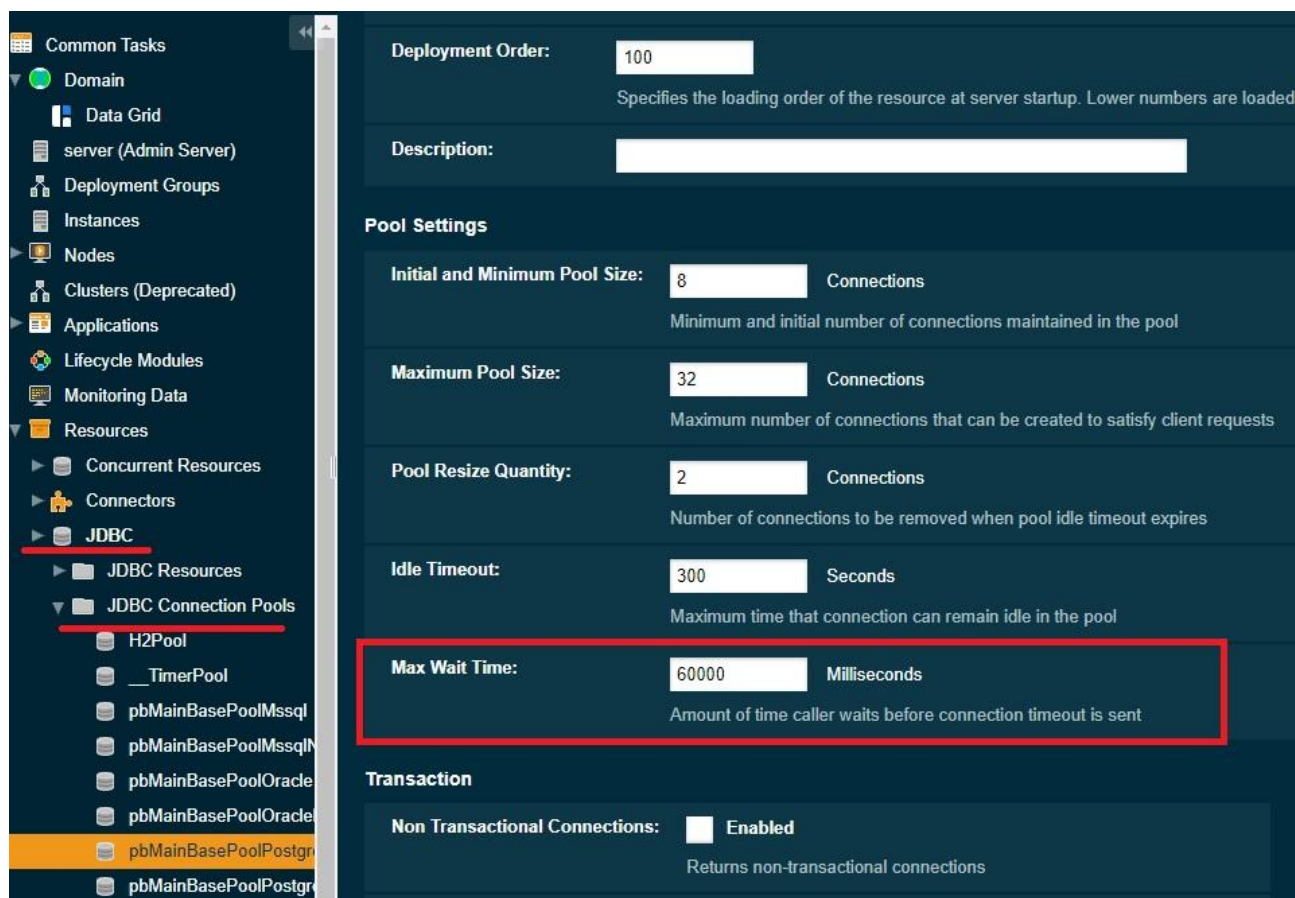 Common Tasks
Domain
Data Grid
server (Admin Server)
Deployment Groups
Instances
Nodes
Clusters (Deprecated)
Applications
Lifecycle Modules
Monitoring Data
Resources
Concurrent Resources
Connectors
JDBC
JDBC Resources
JDBC Connection Pools
H2Pool
__TimerPool
pbMainBasePoolMssql
pbMainBasePoolMssqlN
pbMainBasePoolOracle
pbMainBasePoolOracle
pbMainBasePoolPostgr
pbMainBasePoolPostgr
Deployment Order: 100
Specifies the loading order of the resource at server startup. Lower numbers are loaded
Description:
Pool Settings
Initial and Minimum Pool Size: 8 Connections
Minimum and initial number of connections maintained in the pool
Maximum Pool Size: 32 Connections
Maximum number of connections that can be created to satisfy client requests
Pool Resize Quantity: 2 Connections
Number of connections to be removed when pool idle timeout expires
Idle Timeout: 300 Seconds
Maximum time that connection can remain idle in the pool
Max Wait Time: 60000 Milliseconds
Amount of time caller waits before connection timeout is sent
Transaction
Non Transactional Connections: Enabled
Returns non-transactional connections